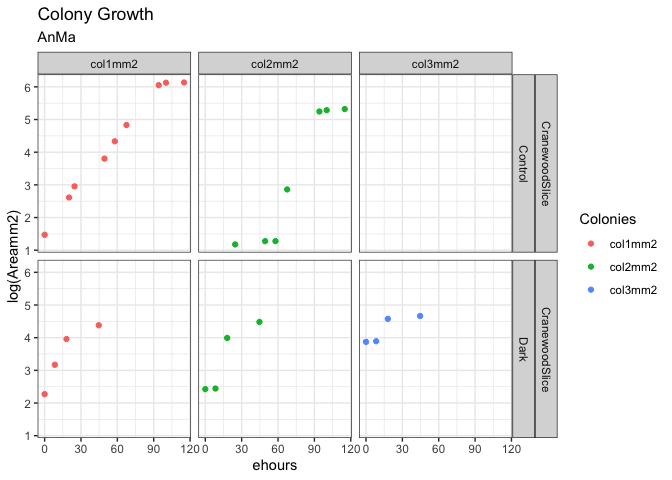 Colony Growth
AnMa
col1mm2 col2mm2 col3mm2
6
5
4
3
2
1
Control CranewoodSlice
log(Areamm2)
6
5
4
3
2
1
Dark CranewoodSlice
0 30 60 90 120 0 30 60 90 120 0 30 60 90 120
ehours
Colonies
col1mm2
col2mm2
col3mm2